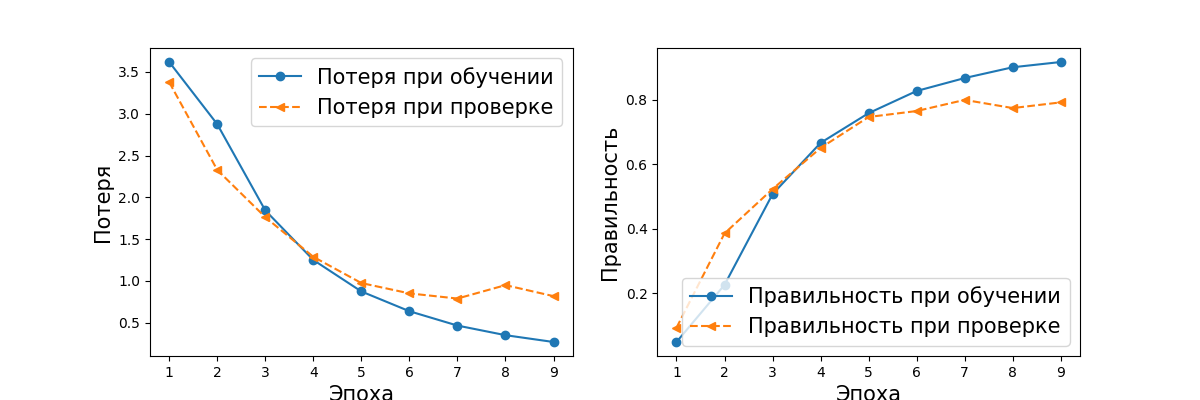 3.5
3.0
2.5
2.0
1.5
1.0
0.5
Потеря
Потеря при обучении
Потеря при проверке
1 2 3 4 5 6 7 8 9
Эпоха
0.8
0.6
0.4
0.2
Правильность
Правильность при обучении
Правильность при проверке
1 2 3 4 5 6 7 8 9
Эпоха